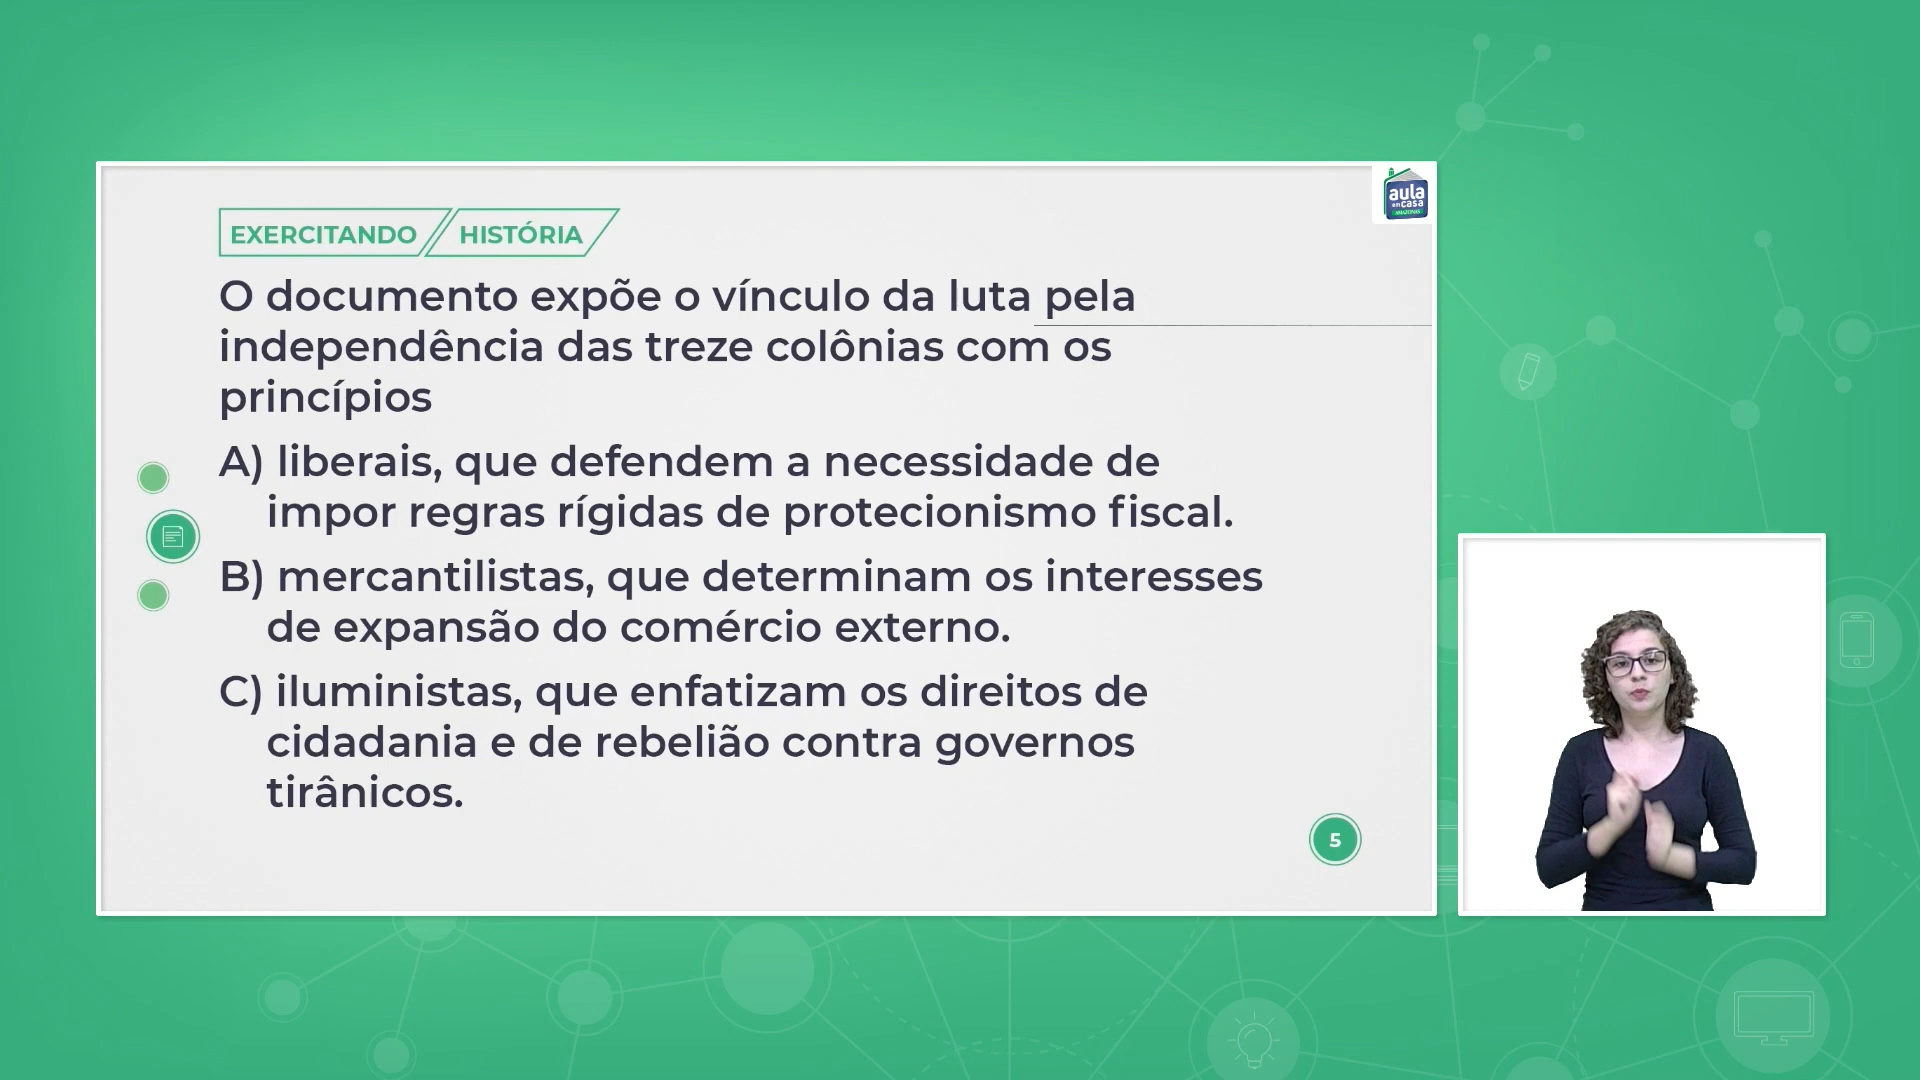 aula
em casa
AMAZONAS
EXERCITANDO HISTÓRIA
O documento expõe o vínculo da luta pela
independência das treze colônias com os
princípios
A) liberais, que defendem a necessidade de
impor regras rígidas de protecionismo fiscal.
B) mercantilistas, que determinam os interesses
de expansão do comércio externo.
C) iluministas, que enfatizam os direitos de
cidadania e de rebelião contra governos
tirânicos.
5